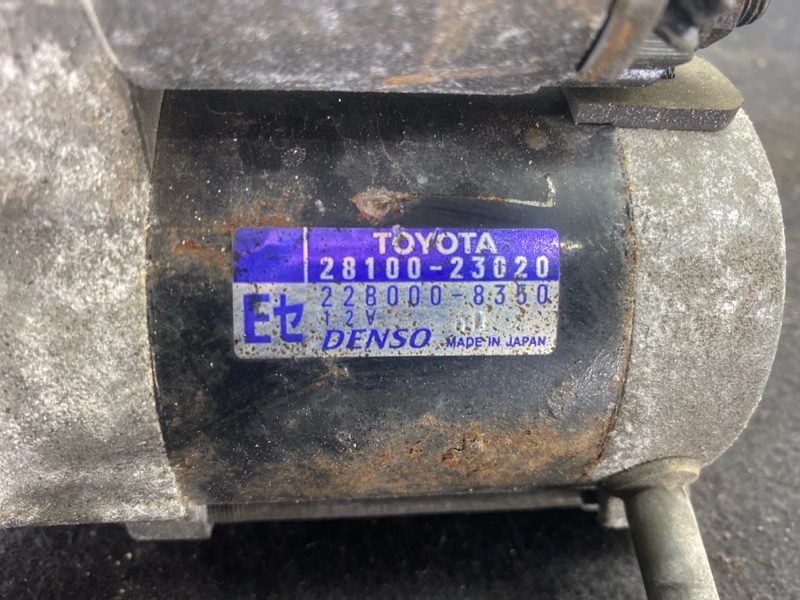 TOYOTA
28100-23020
228000-8350
Eセ
12V
DENSO MADE IN JAPAN